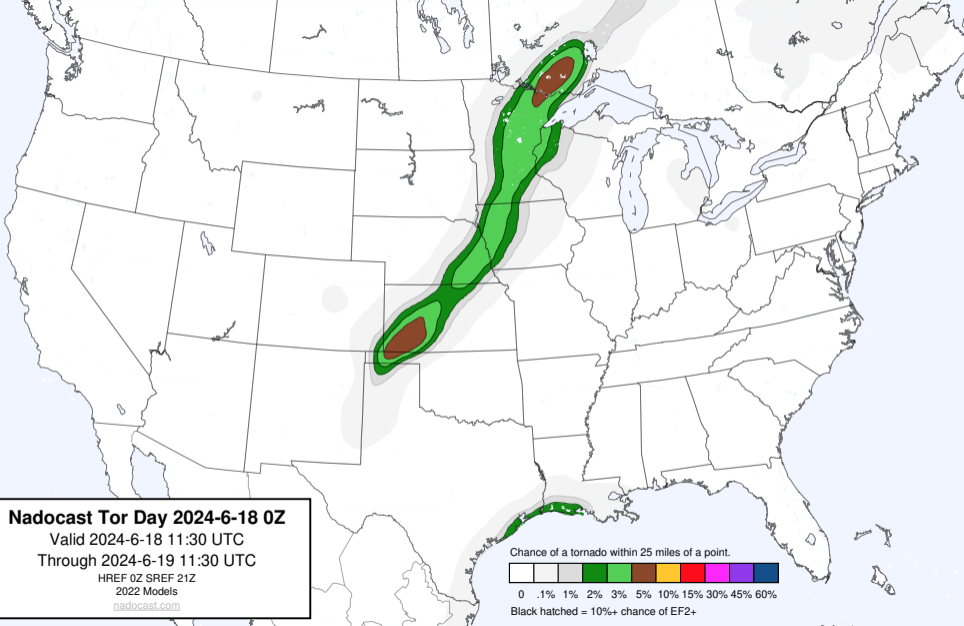 Nadocast Tor Day 2024-6-18 0Z
Valid 2024-6-18 11:30 UTC
Through 2024-6-19 11:30 UTC
HREF 0Z SREF 21Z
2022 Models
nadocast.com
Chance of a tornado within 25 miles of a point.
0 .1% 1% 2% 3% 5% 10% 15% 30% 45% 60%
Black hatched = 10%+ chance of EF2+